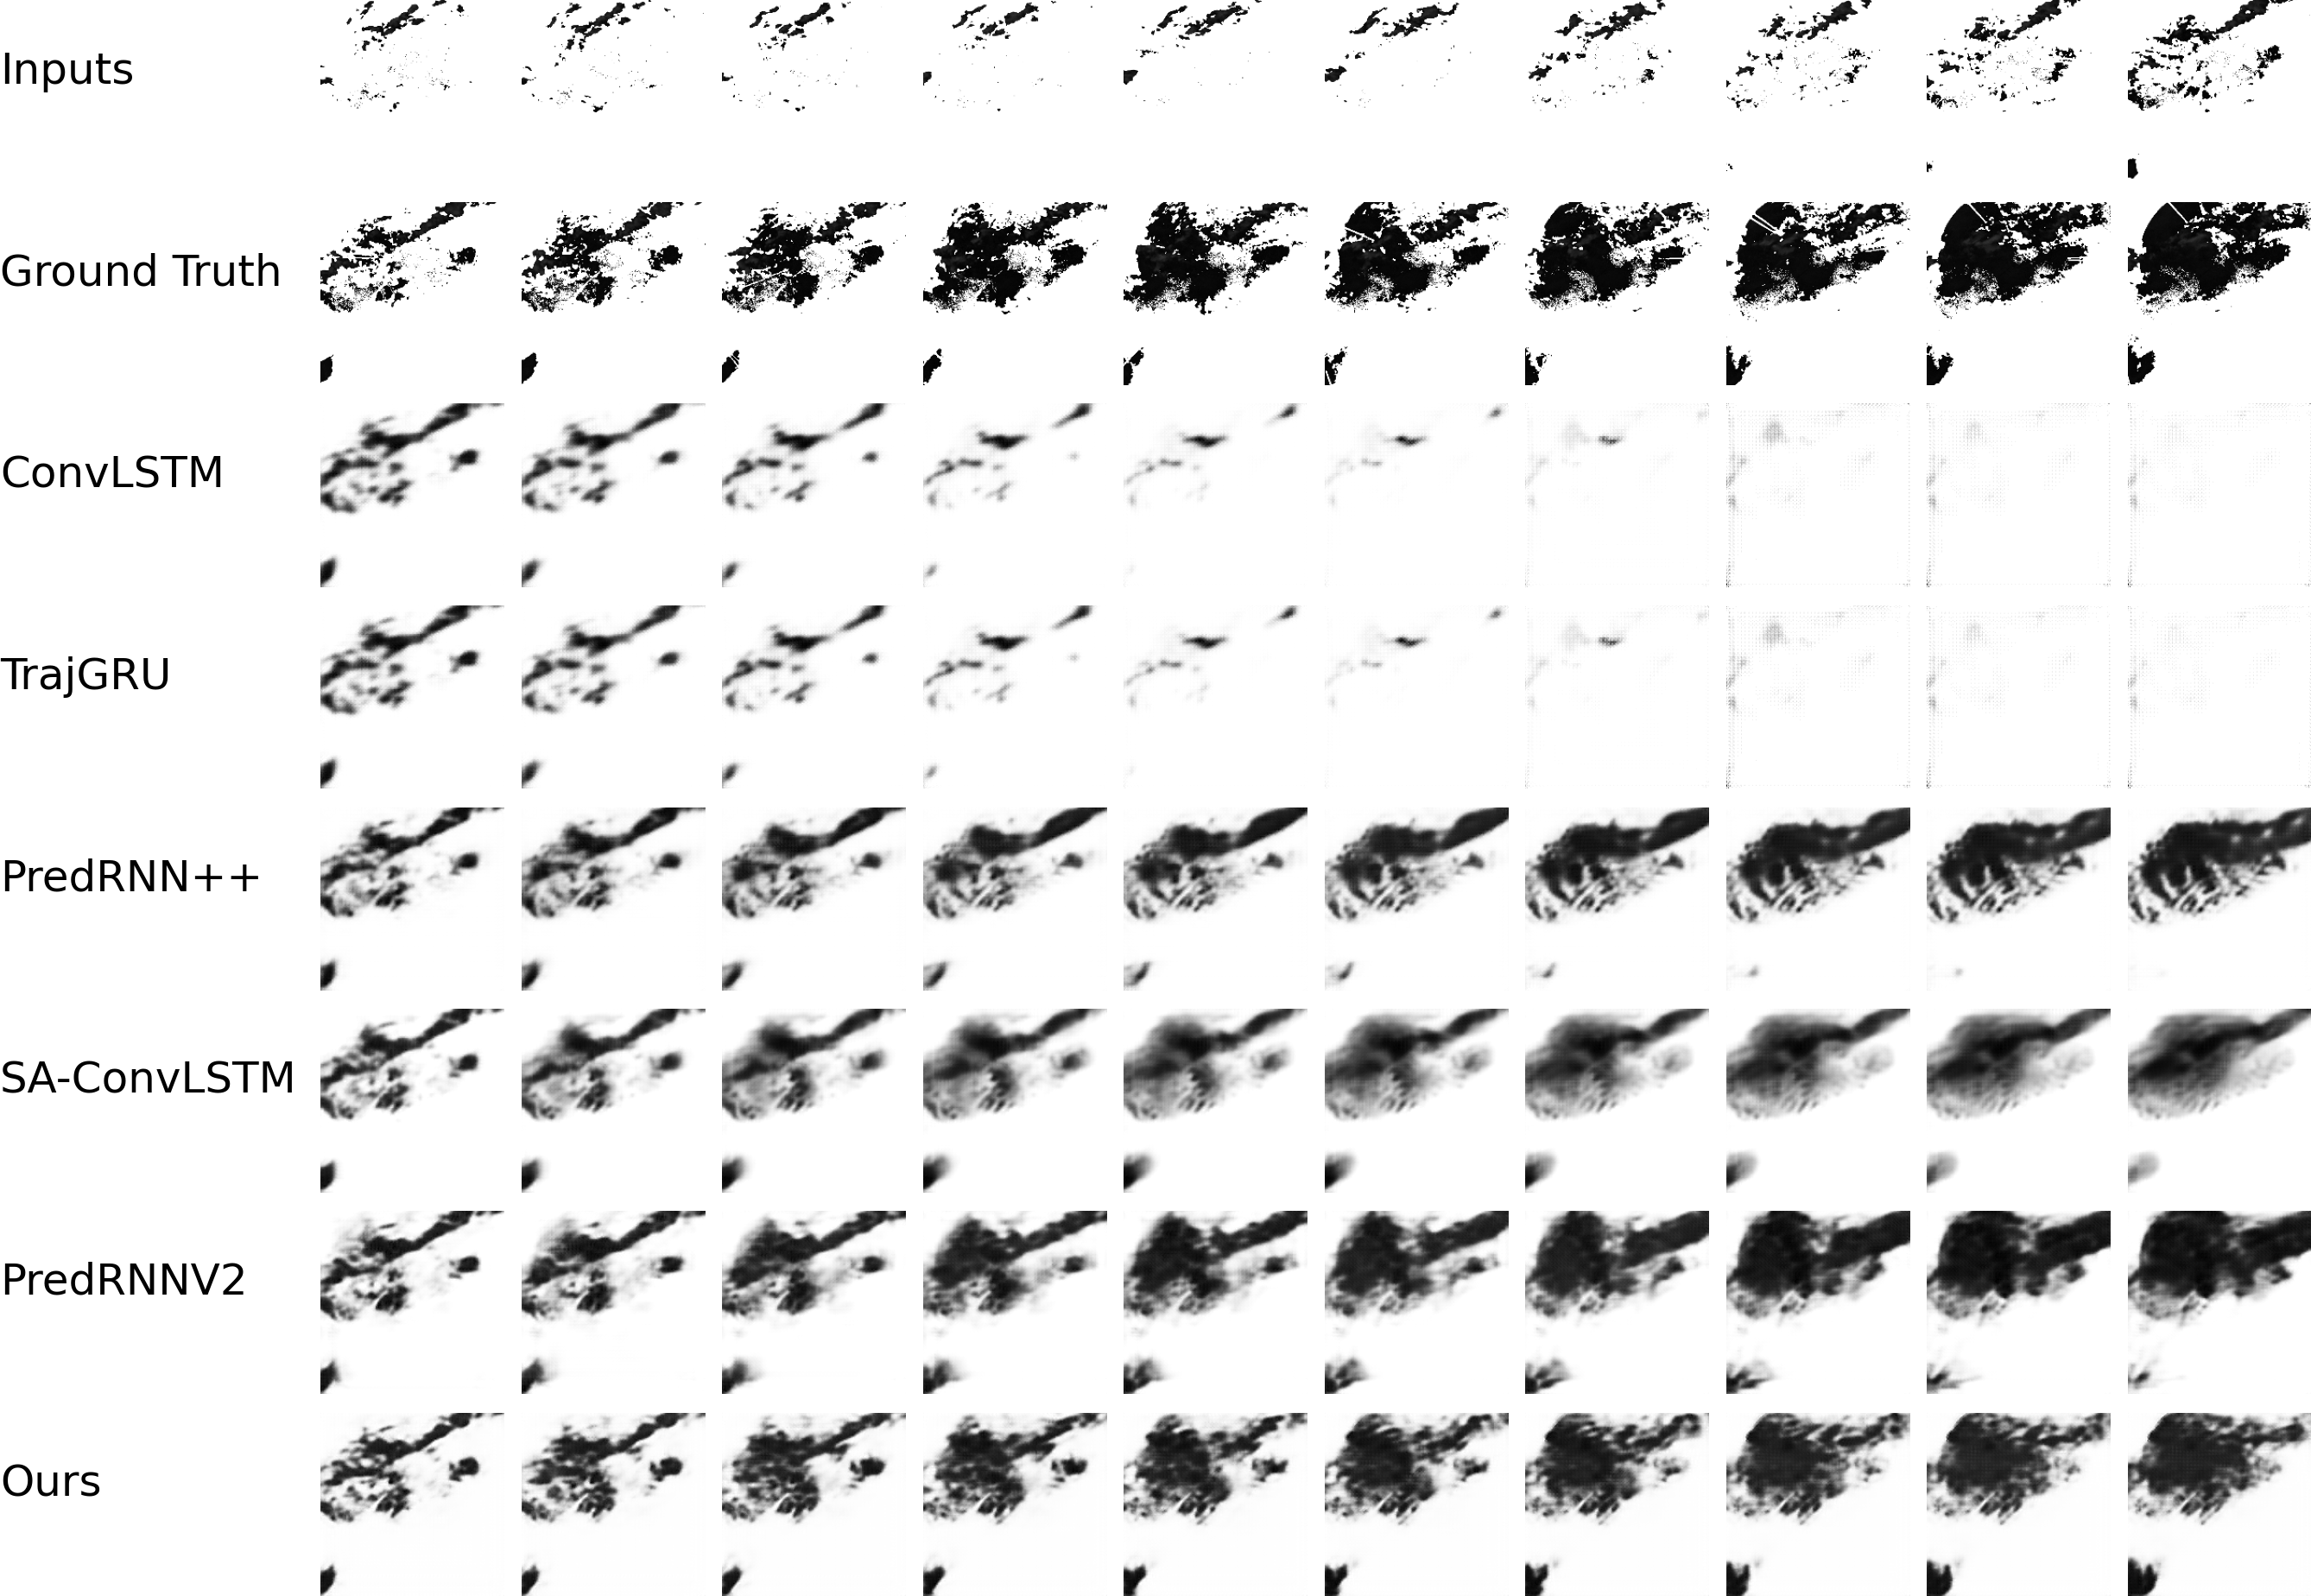 Inputs
Ground Truth
ConvLSTM
TrajGRU
PredRNN++
SA-ConvLSTM
PredRNNV2
Ours